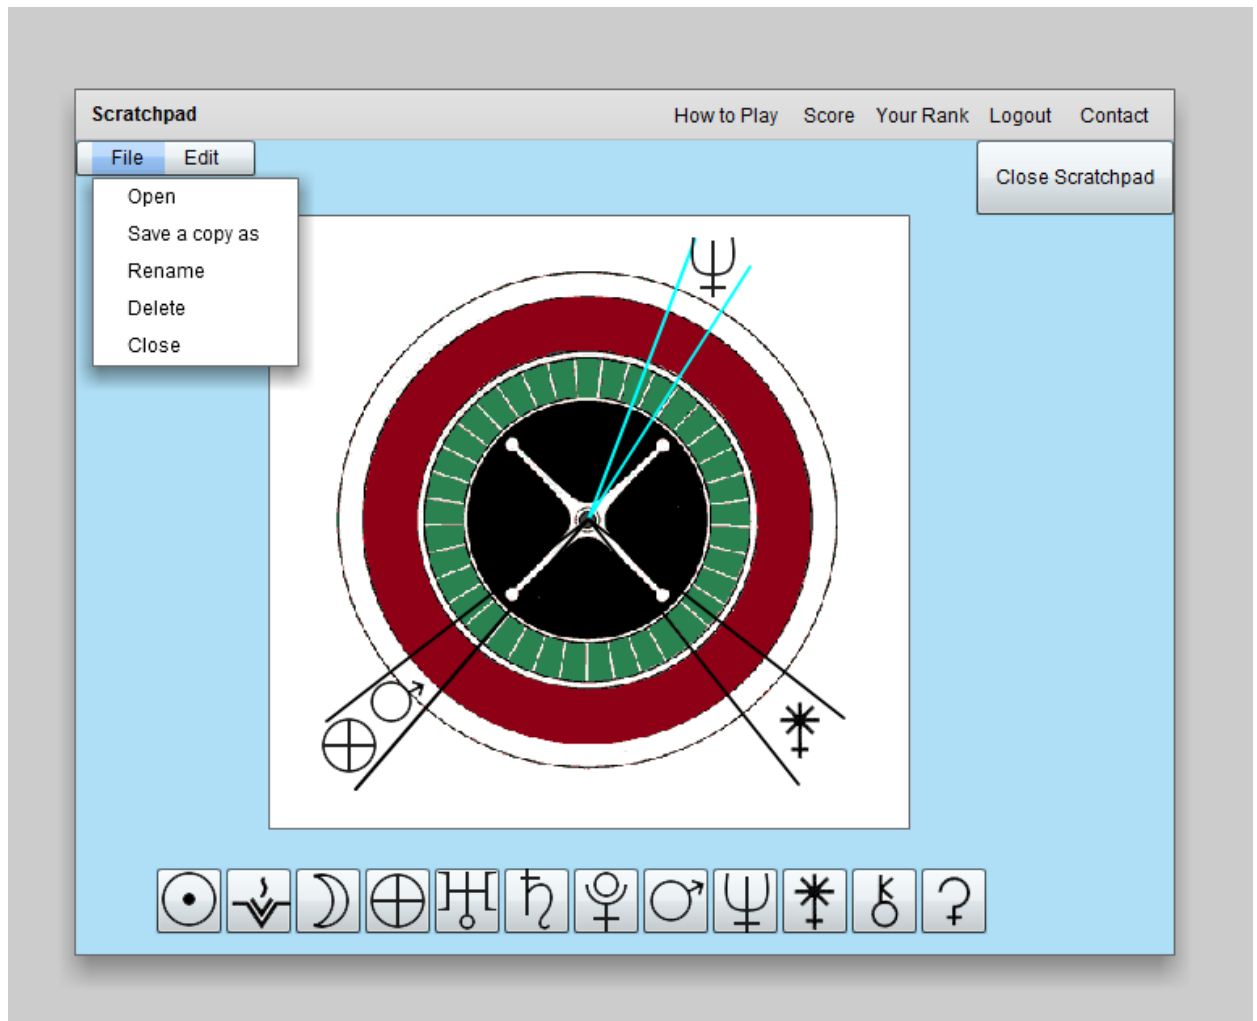 Scratchpad
How to Play Score Your Rank Logout Contact
File Edit
Close Scratchpad
Open
Save a copy as
Rename
Delete
Close